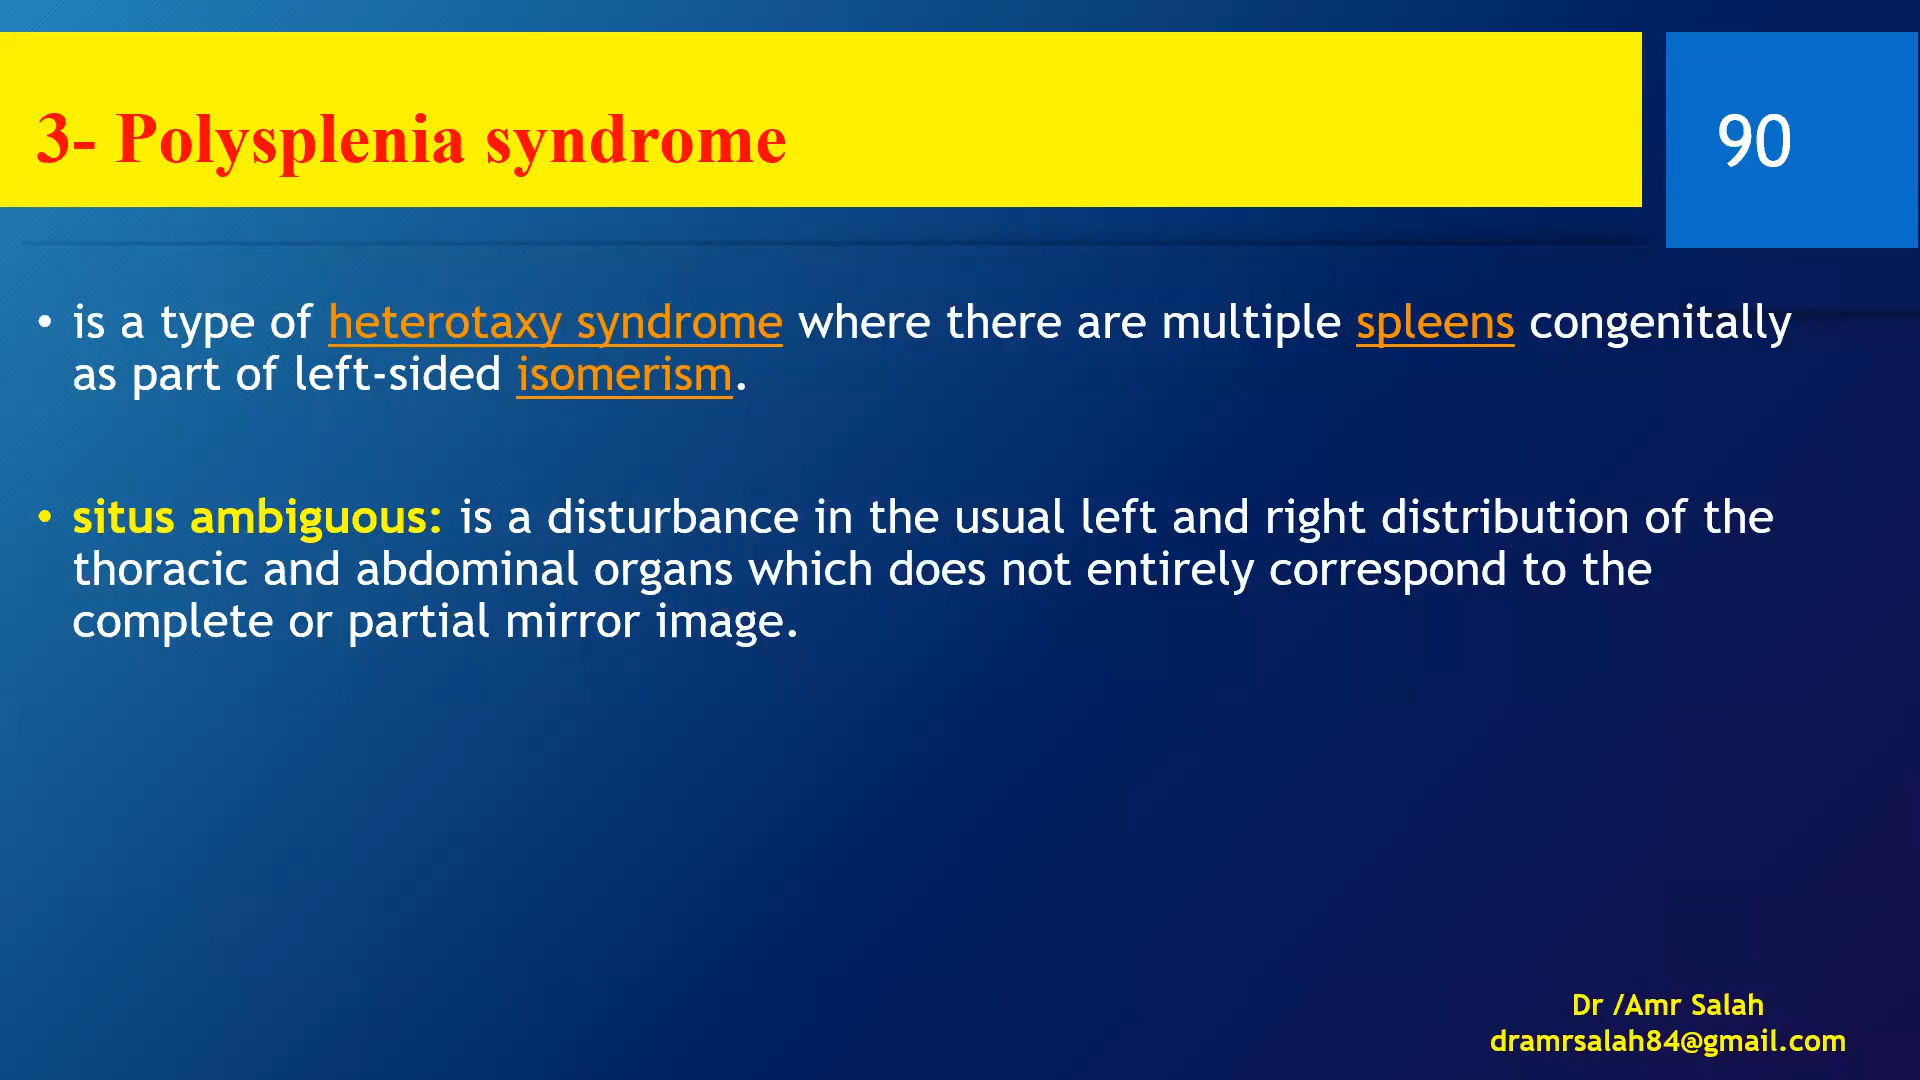 3- Polysplenia syndrome
90
• is a type of heterotaxy syndrome where there are multiple spleens congenitally
as part of left-sided isomerism.
• situs ambiguous: is a disturbance in the usual left and right distribution of the
thoracic and abdominal organs which does not entirely correspond to the
complete or partial mirror image.
Dr /Amr Salah
dramrsalah84@gmail.com